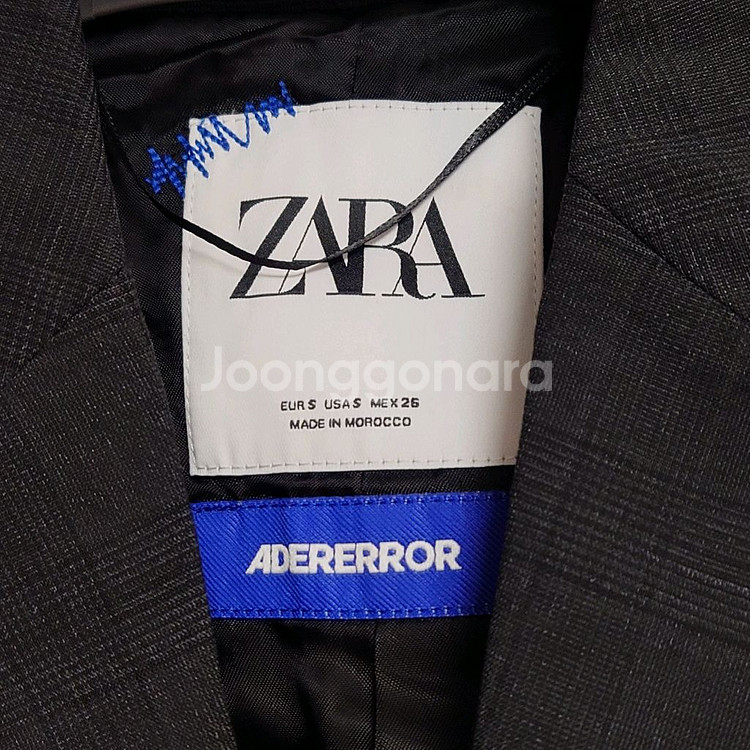 ZARA
Joonggonara
EUR S USA S MEX 26
MADE IN MOROCCO
ADERERROR